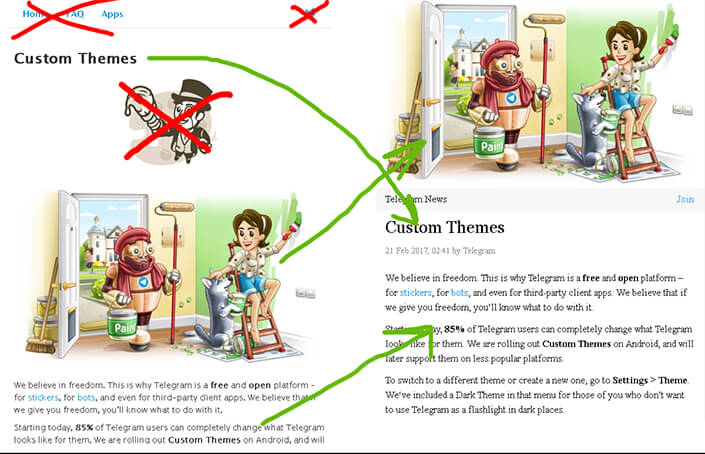 Home FAQ Apps
Custom Themes
Paint
We believe in freedom. This is why Telegram is a free and open platform –
for stickers, for bots, and even for third-party client apps. We believe that if
we give you freedom, you'll know what to do with it.
Starting today, 85% of Telegram users can completely change what Telegram
looks like for them. We are rolling out Custom Themes on Android, and will
Paint
Telegram News
Join
Custom Themes
21 Feb 2017, 02:41 by Telegram
We believe in freedom. This is why Telegram is a free and open platform –
for stickers, for bots, and even for third-party client apps. We believe that if
we give you freedom, you'll know what to do with it.
Starting today, 85% of Telegram users can completely change what Telegram
looks like for them. We are rolling out Custom Themes on Android, and will
later support them on less popular platforms.
To switch to a different theme or create a new one, go to Settings > Theme.
We've included a Dark Theme in that menu for those of you who don't want
to use Telegram as a flashlight in dark places.